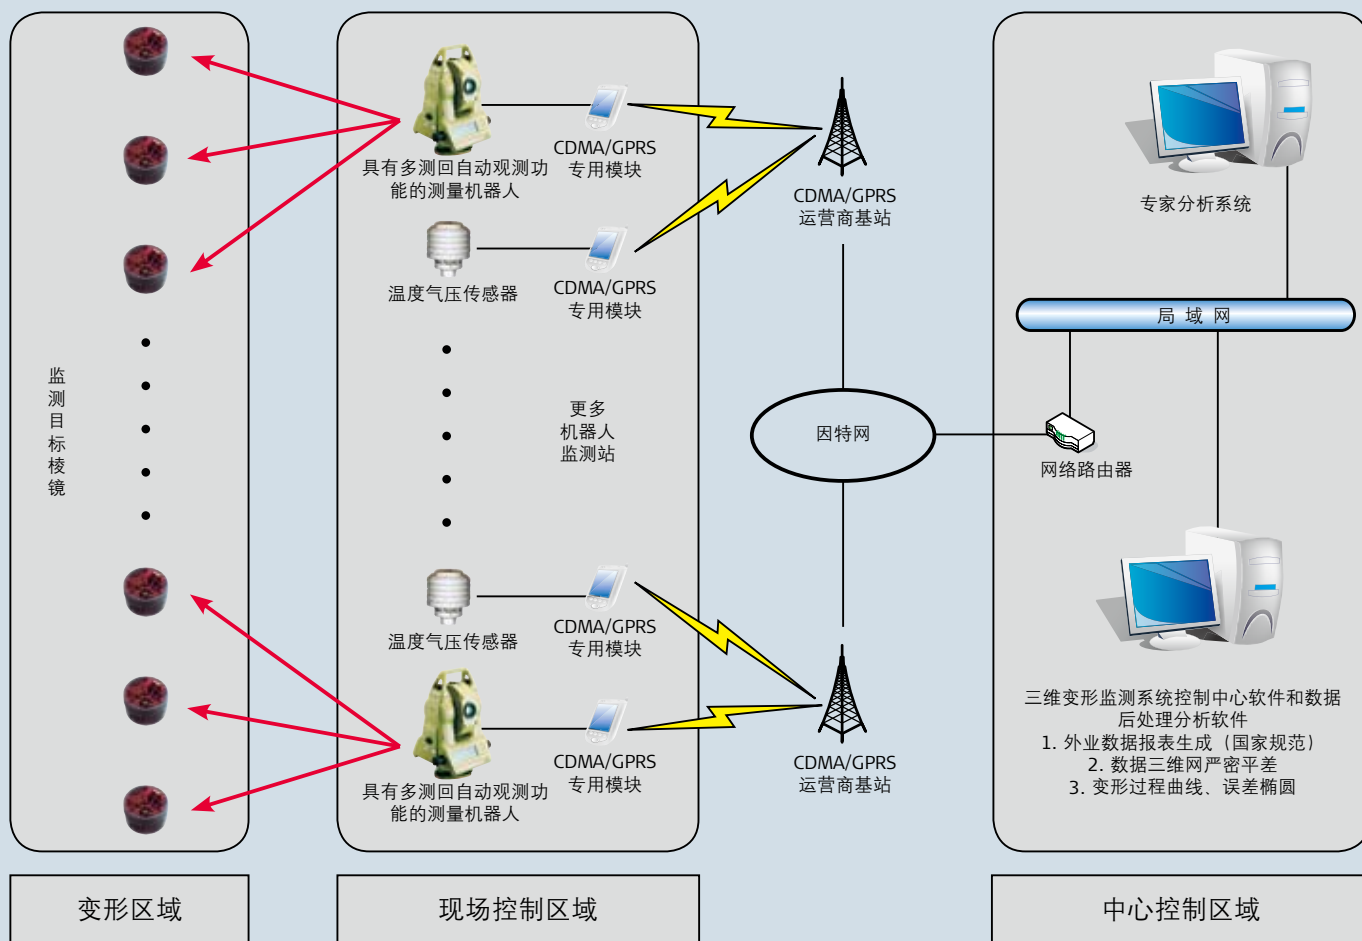 监
测
目
标
棱
镜
具有多测回自动观测功
能的测量机器人
CDMA/GPRS
专用模块
温度气压传感器
CDMA/GPRS
专用模块
更多
机器人
监测站
温度气压传感器
CDMA/GPRS
专用模块
具有多测回自动观测功
能的测量机器人
CDMA/GPRS
专用模块
CDMA/GPRS
运营商基站
因特网
CDMA/GPRS
运营商基站
专家分析系统
局 域 网
网络路由器
三维变形监测系统控制中心软件和数据
后处理分析软件
1. 外业数据报表生成（国家规范）
2. 数据三维网严密平差
3. 变形过程曲线、误差椭圆
变形区域
现场控制区域
中心控制区域